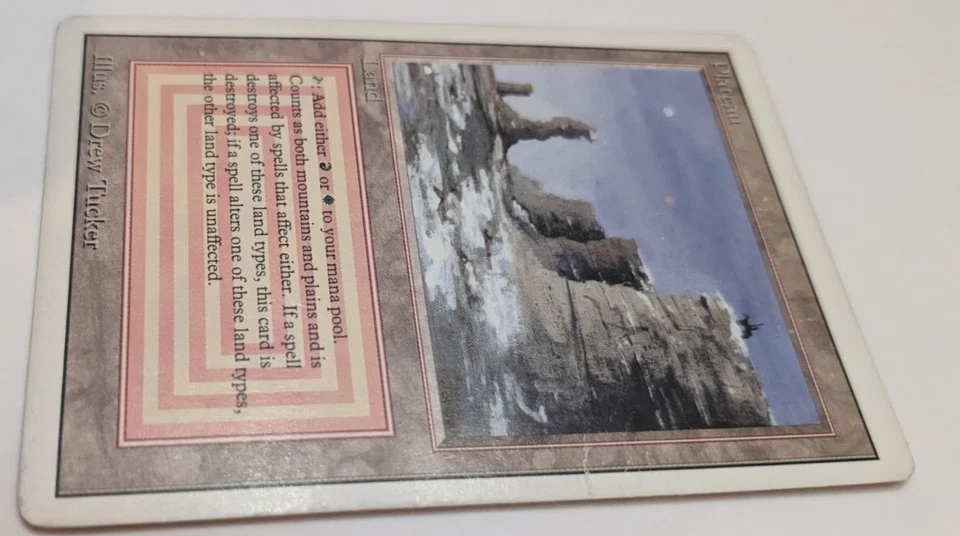 Plateau
Land
: Add either or to your mana pool.
Counts as both mountains and plains and is
affected by spells that affect either. If a spell
destroys one of these land types, this card is
destroyed; if a spell alters one of these land types,
the other land type is unaffected.
Illus. © Drew Tucker